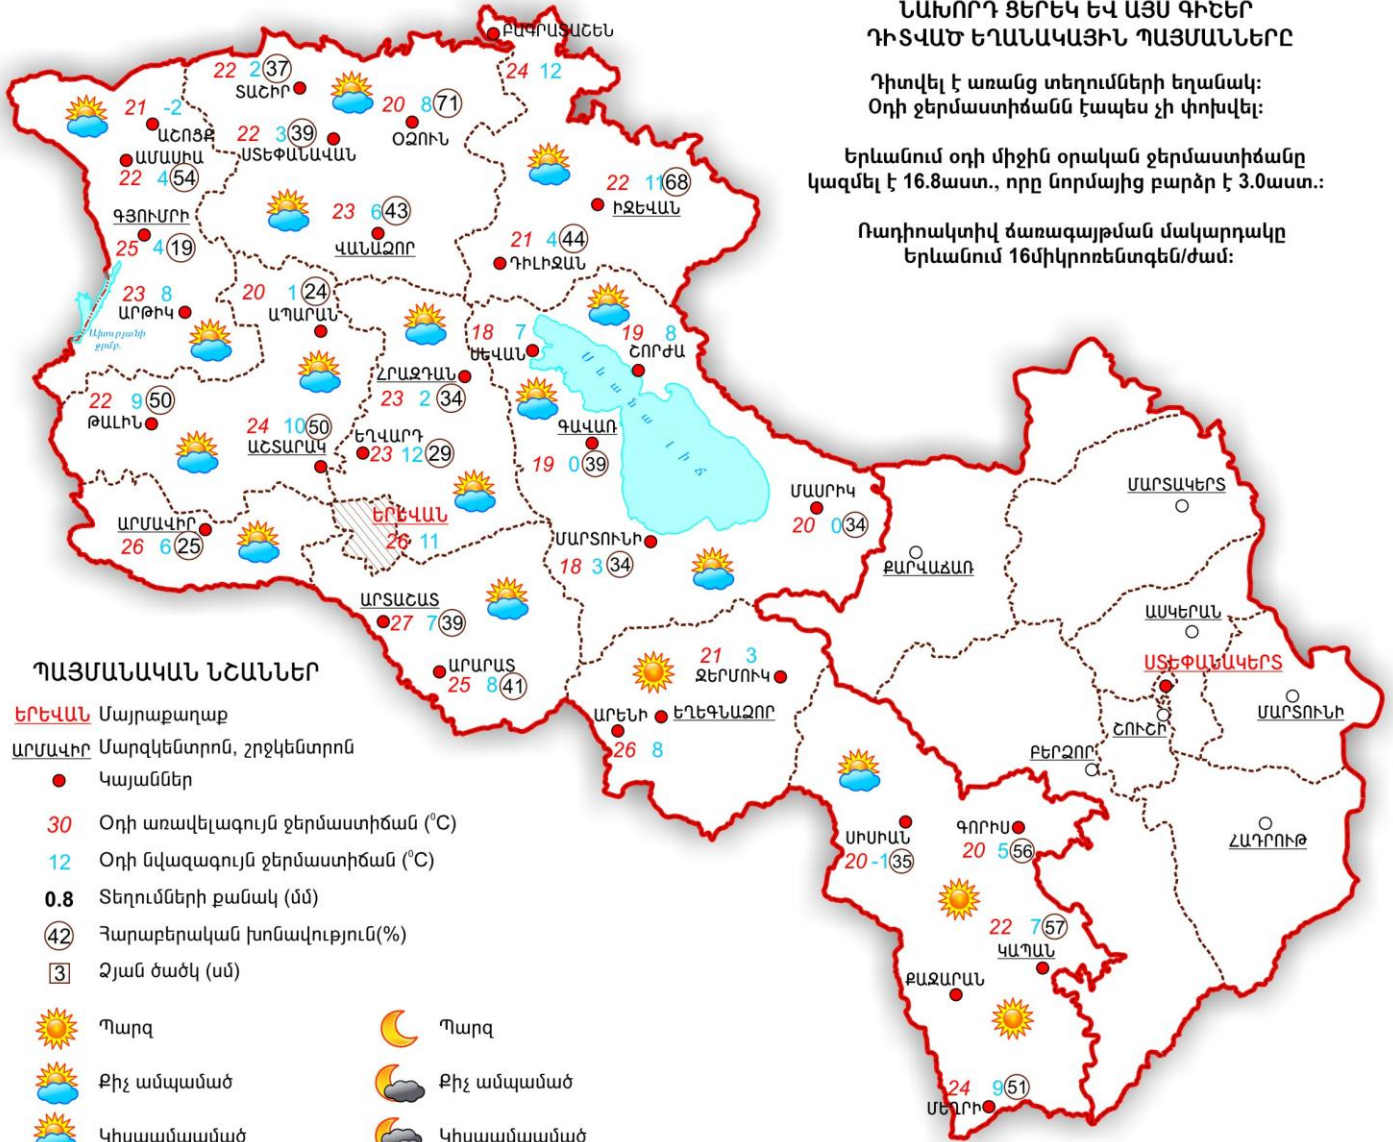 ՆԱԽՈՐԴ ՑԵՐԵԿ ԵՎ ԱՅՍ ԳԻՇԵՐ
ԴԻՏՎԱԾ ԵՂԱՆԱԿԱՅԻՆ ՊԱՅՄԱՆՆԵՐԸ
Դիտվել է առանց տեղումների եղանակ:
Օդի ջերմաստիճանն էապես չի փոխվել:
Երևանում օդի միջին օրական ջերմաստիճանը
կազմել է 16.8աստ., որը նորմայից բարձր է 3.0աստ.:
Ռադիոակտիվ ճառագայթման մակարդակը
Երևանում 16միկրոռենտգեն/ժամ:
ԲԱԳՐԱՏԱՇԵՆ
24 12
22 2 37
ՏԱՇԻՐ
21 -2
ԱՇՈՑՔ
20 8 71
ՕՁՈՒՆ
22 3 39
ՍՏԵՓԱՆԱՎԱՆ
ԱՄԱՍԻԱ
22 4 54
22 11 68
ԻՋԵՎԱՆ
ԳՅՈՒՄՐԻ
25 4 19
23 6 43
ՎԱՆԱՁՈՐ
21 4 44
ԴԻԼԻՋԱՆ
23 8
ԱՐԹԻԿ
20 1 24
ԱՊԱՐԱՆ
Ախուրյանի
ջրմբ.
18 7
ՍԵՎԱՆ
19 8
ՇՈՐԺԱ
Սևանա լիճ
ՀՐԱԶԴԱՆ
23 2 34
22 9 50
ԹԱԼԻՆ
24 10 50
ԱՇՏԱՐԱԿ
ԵՂՎԱՐԴ
23 12 29
ԳԱՎԱՌ
19 0 39
ՄԱՍՐԻԿ
20 0 34
ԱՐՄԱՎԻՐ
26 6 25
ԵՐԵՎԱՆ
26 11
ՄԱՐՏՈՒՆԻ
18 3 34
ԱՐՏԱՇԱՏ
27 7 39
ԱՐԱՐԱՏ
25 8 41
21 3
ՋԵՐՄՈՒԿ
ԱՐԵՆԻ
26 8
ԵՂԵԳՆԱՁՈՐ
ՄԱՐՏԱԿԵՐՏ
ՔԱՐՎԱՃԱՌ
ԱՍԿԵՐԱՆ
ՍՏԵՓԱՆԱԿԵՐՏ
ՄԱՐՏՈՒՆԻ
ՇՈՒՇԻ
ԲԵՐՁՈՐ
ՀԱԴՐՈՒԹ
ՍԻՍԻԱՆ
20 -1 35
ԳՈՐԻՍ
20 5 56
22 7 57
ԿԱՊԱՆ
ՔԱՋԱՐԱՆ
24 9 51
ՄԵՂՐԻ
ՊԱՅՄԱՆԱԿԱՆ ՆՇԱՆՆԵՐ
ԵՐԵՎԱՆ Մայրաքաղաք
ԱՐՄԱՎԻՐ Մարզկենտրոն, շրջկենտրոն
Կայաններ
30 Օդի առավելագույն ջերմաստիճան (⁰C)
12 Օդի նվազագույն ջերմաստիճան (⁰C)
0.8 Տեղումների քանակ (մմ)
42 Հարաբերական խոնավություն(%)
3 Ձյան ծածկ (սմ)
Պարզ Պարզ
Քիչ ամպամած Քիչ ամպամած
Կիսաամպամած Կիսաամպամած